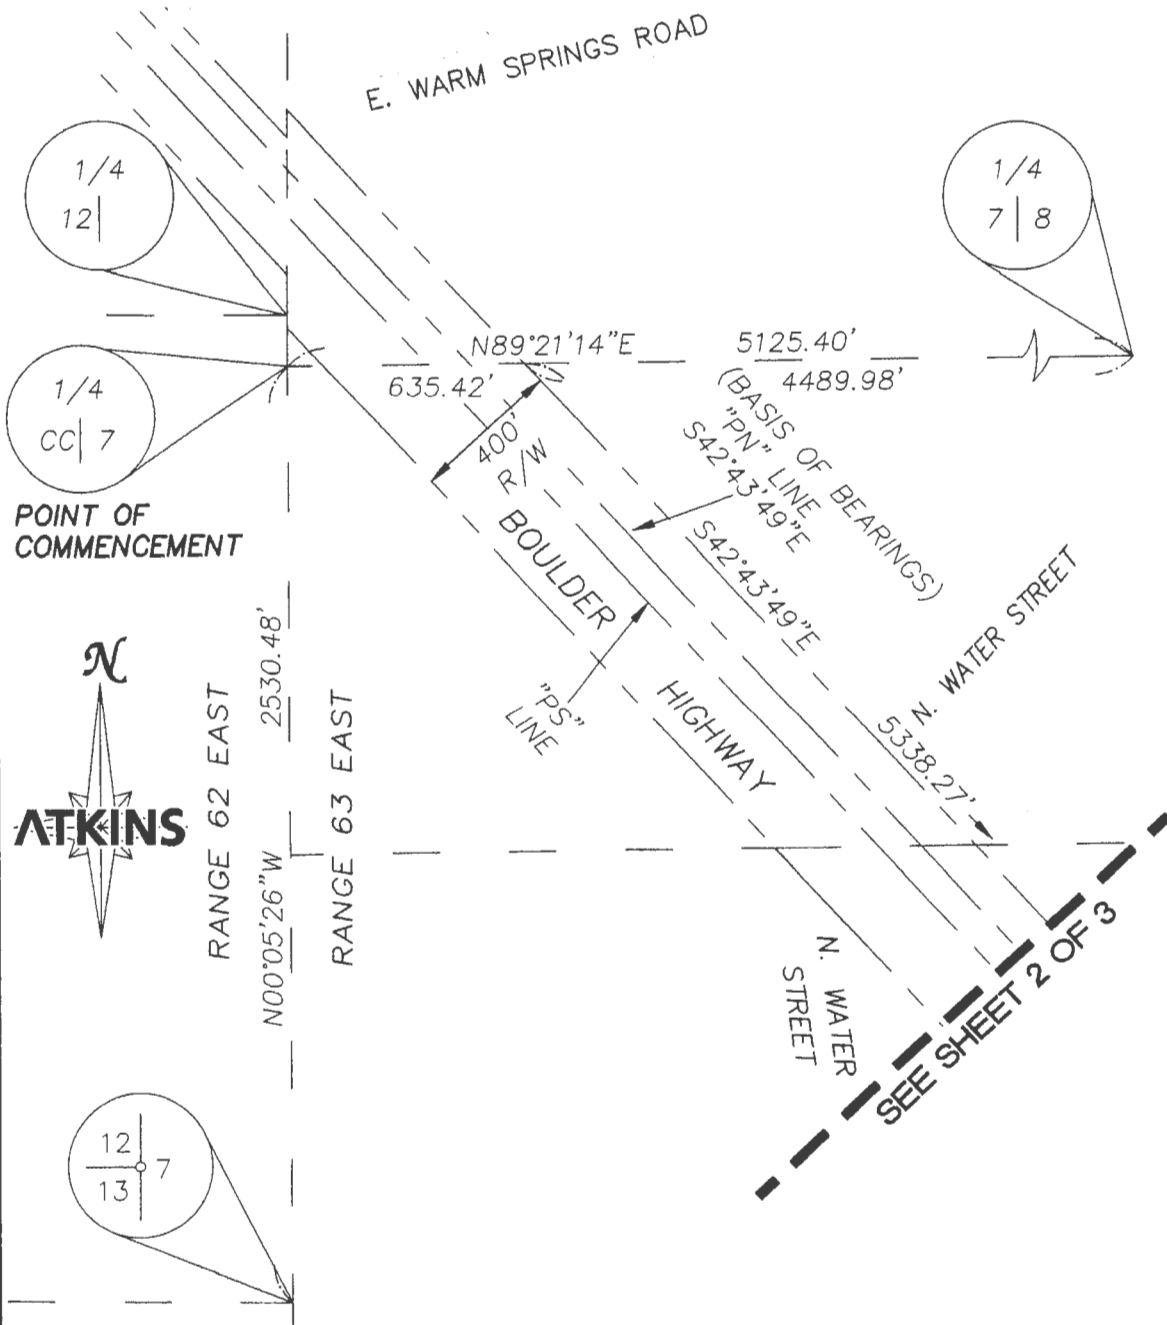 E. WARM SPRINGS ROAD
1/4
12
1/4
7 8
N89°21'14"E
5125.40'
635.42'
4489.98'
1/4
CC 7
POINT OF
COMMENCEMENT
400'
R/W
(BASIS OF BEARINGS)
"PN" LINE
S42°43'49"E
S42°43'49"E
BOULDER
HIGHWAY
"PS"
LINE
N. WATER STREET
5338.27'
N
ATKINS
RANGE 62 EAST
N00°05'26"W 2530.48'
RANGE 63 EAST
N. WATER
STREET
SEE SHEET 2 OF 3
12
7
13